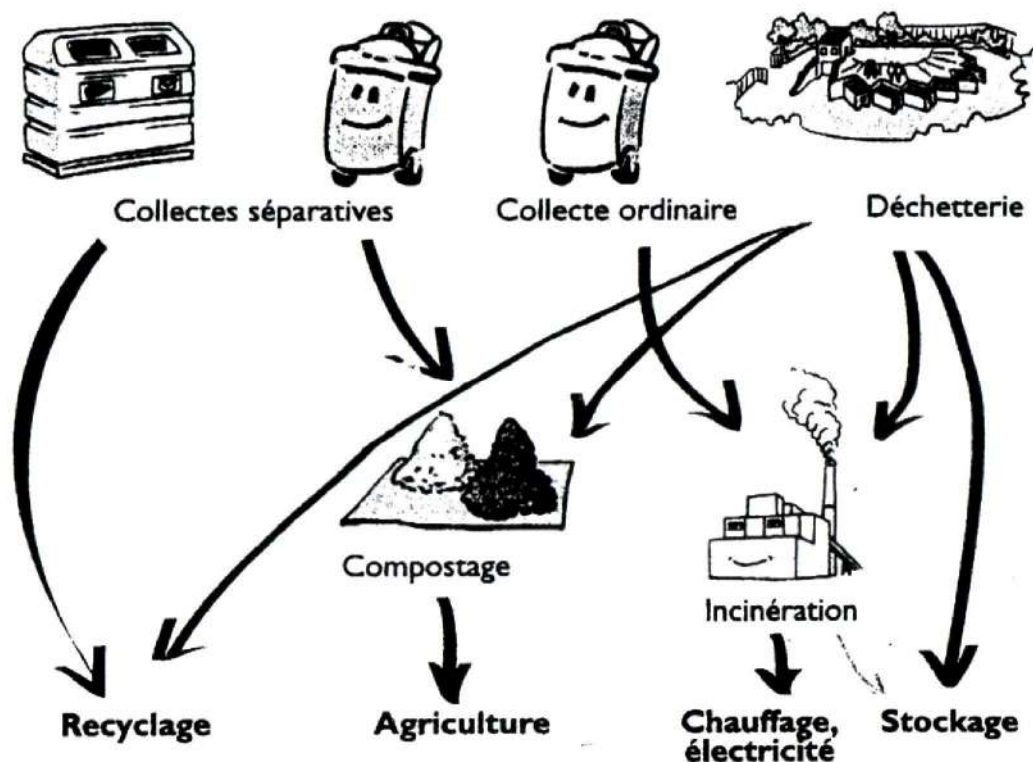 Collectes séparatives
Collecte ordinaire
Déchetterie
Compostage
Incinération
Recyclage
Agriculture
Chauffage,
électricité
Stockage